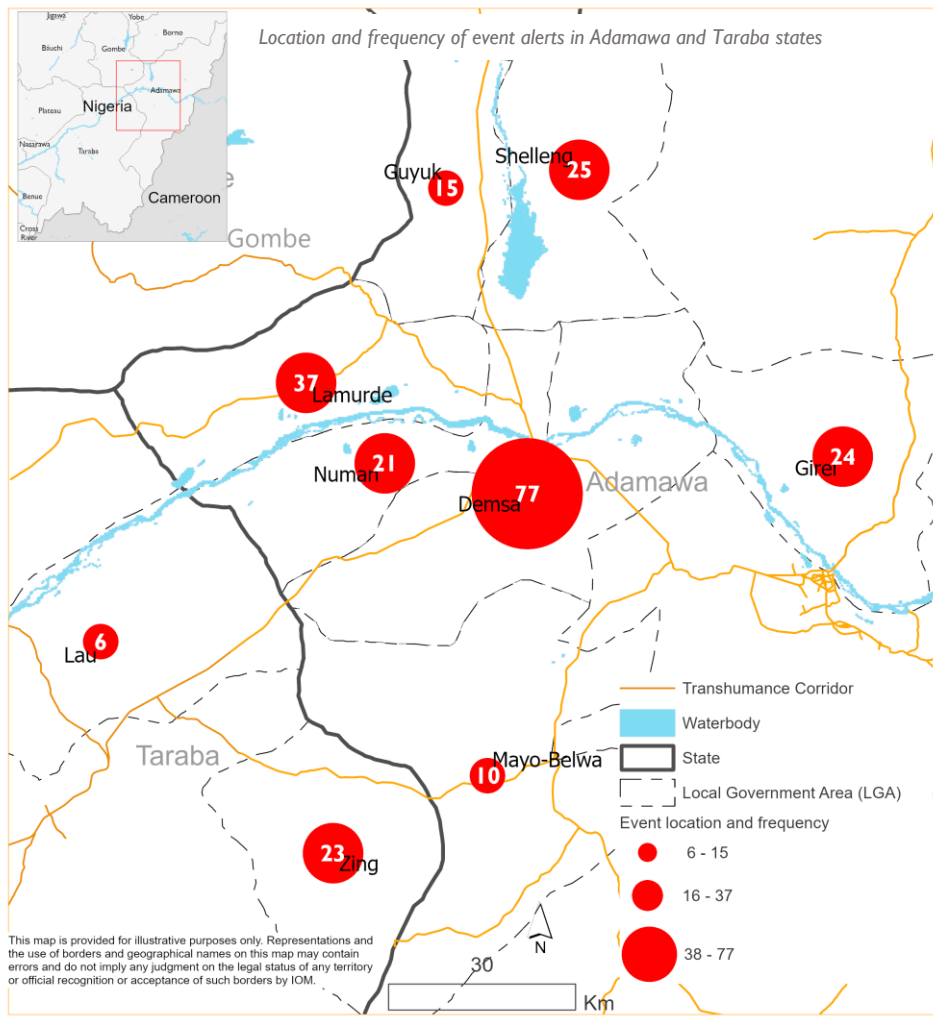 Location and frequency of event alerts in Adamawa and Taraba states
Jigawa
Yobe
Borno
Bauchi
Gombe
Adamawa
Plateau
Nigeria
Nasarawa
Taraba
Benue
Cameroon
Cross
River
e
Gombe
Guyuk
15
Shelleng
25
37
Lamurde
Numan
21
Demsa
77
Adamawa
Girei
24
Lau
6
Taraba
Mayo-Belwa
10
23
Zing
Transhumance Corridor
Waterbody
State
Local Government Area (LGA)
Event location and frequency
6 - 15
16 - 37
38 - 77
N
30
Km
This map is provided for illustrative purposes only. Representations and
the use of borders and geographical names on this map may contain
errors and do not imply any judgment on the legal status of any territory
or official recognition or acceptance of such borders by IOM.